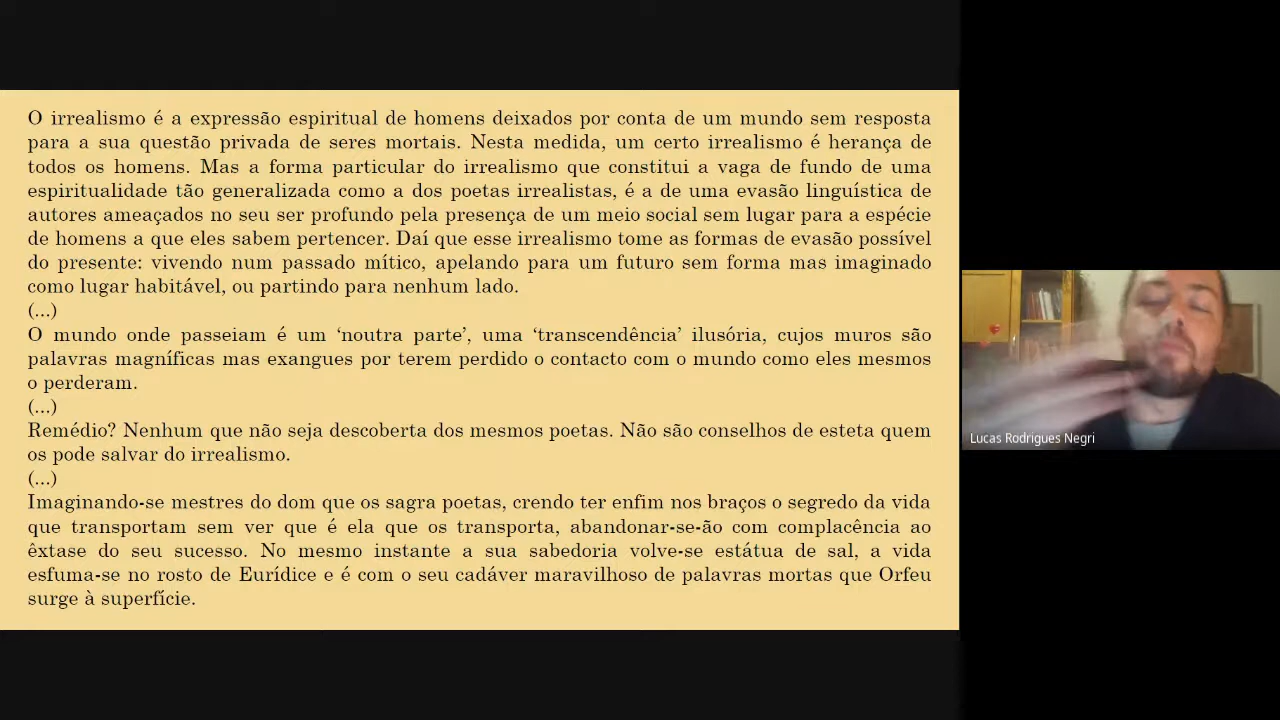 O irrealismo é a expressão espiritual de homens deixados por conta de um mundo sem resposta
para a sua questão privada de seres mortais. Nesta medida, um certo irrealismo é herança de
todos os homens. Mas a forma particular do irrealismo que constitui a vaga de fundo de uma
espiritualidade tão generalizada como a dos poetas irrealistas, é a de uma evasão linguística de
autores ameaçados no seu ser profundo pela presença de um meio social sem lugar para a espécie
de homens a que eles sabem pertencer. Daí que esse irrealismo tome as formas de evasão possível
do presente: vivendo num passado mítico, apelando para um futuro sem forma mas imaginado
como lugar habitável, ou partindo para nenhum lado.
(...)
O mundo onde passeiam é um ‘noutra parte’, uma ‘transcendência’ ilusória, cujos muros são
palavras magníficas mas exangues por terem perdido o contacto com o mundo como eles mesmos
o perderam.
(...)
Remédio? Nenhum que não seja descoberta dos mesmos poetas. Não são conselhos de esteta quem
os pode salvar do irrealismo.
(...)
Imaginando-se mestres do dom que os sagra poetas, crendo ter enfim nos braços o segredo da vida
que transportam sem ver que é ela que os transporta, abandonar-se-ão com complacência ao
êxtase do seu sucesso. No mesmo instante a sua sabedoria volve-se estátua de sal, a vida
esfuma-se no rosto de Eurídice e é com o seu cadáver maravilhoso de palavras mortas que Orfeu
surge à superfície.
Lucas Rodrigues Negri